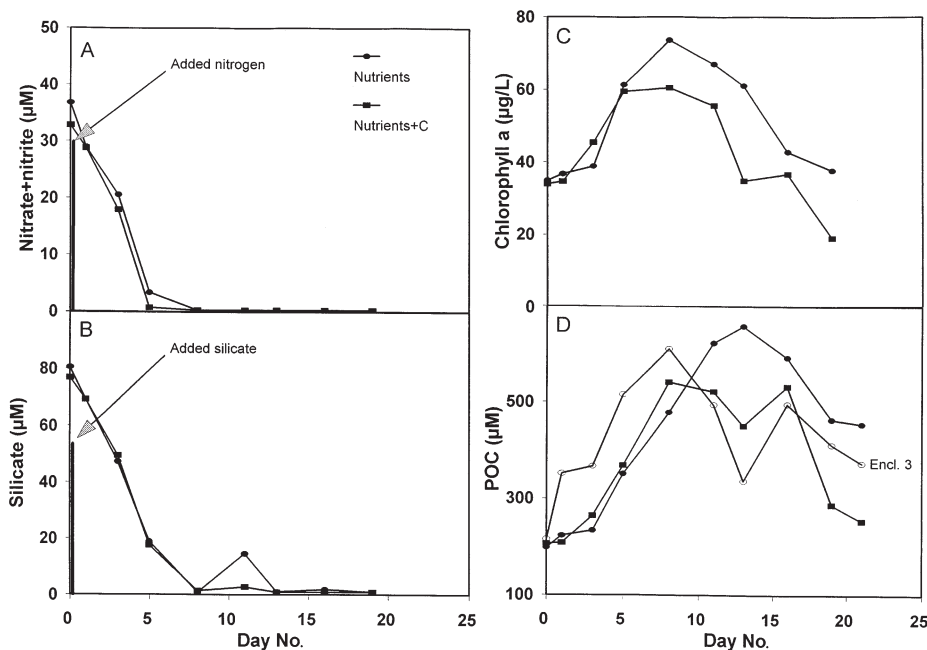 A
Added nitrogen
Nutrients
Nutrients+C
Nitrate+nitrite (µM)
50
40
30
20
10
0
B
Added silicate
Silicate (µM)
80
60
40
20
0
0 5 10 15 20 25
Day No.
C
Chlorophyll a (µg/L)
80
60
40
20
0
D
Encl. 3
POC (µM)
500
300
100
0 5 10 15 20 25
Day No.